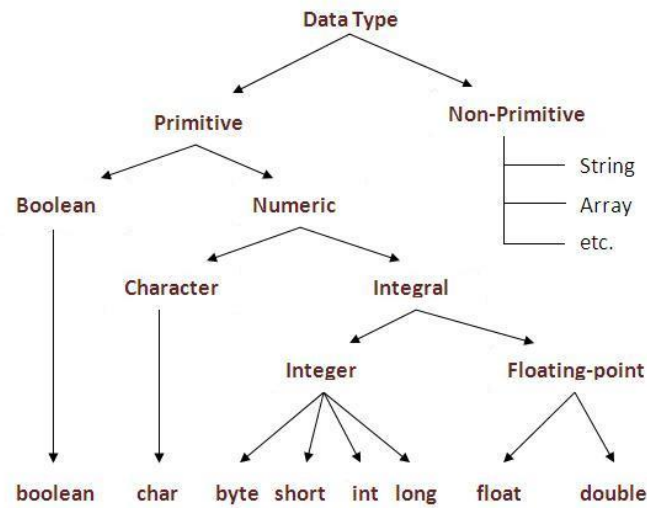 Data Type
Primitive
Non-Primitive
String
Array
etc.
Boolean
Numeric
Character
Integral
Integer
Floating-point
boolean
char
byte
short
int
long
float
double